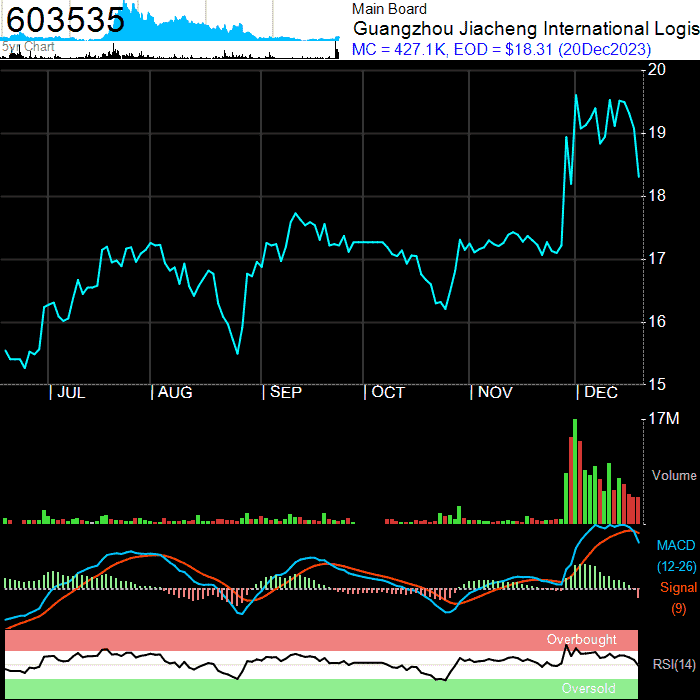 603535
5yr Chart
Main Board
Guangzhou Jiacheng International Logis
MC = 427.1K, EOD = $18.31 (20Dec2023)
20
19
18
17
16
15
JUL
AUG
SEP
OCT
NOV
DEC
17M
Volume
MACD
(12-26)
Signal
(9)
Overbought
RSI(14)
Oversold